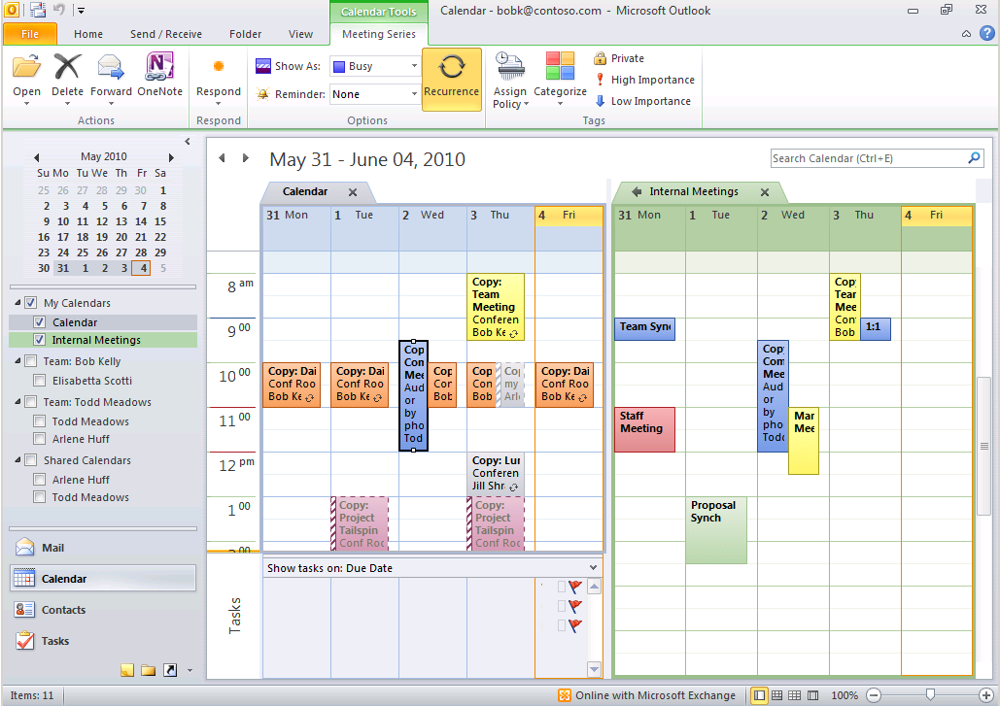 Calendar Tools
Calendar - bobk@contoso.com - Microsoft Outlook
File
Home
Send / Receive
Folder
View
Meeting Series
Open
Delete
Forward
OneNote
Actions
Respond
Respond
Show As:
Busy
Reminder:
None
Options
Recurrence
Assign
Policy
Categorize
Private
High Importance
Low Importance
Tags
May 2010
Su Mo Tu We Th Fr Sa
25 26 27 28 29 30 1
2 3 4 5 6 7 8
9 10 11 12 13 14 15
16 17 18 19 20 21 22
23 24 25 26 27 28 29
30 31 1 2 3 4 5
My Calendars
Calendar
Internal Meetings
Team: Bob Kelly
Elisabetta Scotti
Team: Todd Meadows
Todd Meadows
Arlene Huff
Shared Calendars
Arlene Huff
Todd Meadows
Mail
Calendar
Contacts
Tasks
May 31 - June 04, 2010
Search Calendar (Ctrl+E)
Calendar
31 Mon
1 Tue
2 Wed
3 Thu
4 Fri
8 am
9 00
10 00
11 00
12 pm
1 00
Copy:
Team
Meeting
Conferen
Bob Ke
Copy: Dai
Conf Roo
Bob Ke
Copy: Dai
Conf Roo
Bob Ke
Cop
Con
Mee
Aud
or
by
pho
Tod
Cop
Con
Bob
Cop
Con
Bob
Cop
my
Arle
Copy: Dai
Conf Roo
Bob Ke
Copy: Lun
Conferen
Jill Shr
Copy:
Project
Tailspin
Conf Roo
Copy:
Project
Tailspin
Conf Roo
Show tasks on: Due Date
Tasks
Internal Meetings
31 Mon
1 Tue
2 Wed
3 Thu
4 Fri
Copy
Team
Mee
Con
Bob
Team Syn
1:1
Copy
Com
Mee
Aud
or
by
pho
Todd
Staff
Meeting
Mar
Mee
Proposal
Synch
Items: 11
Online with Microsoft Exchange
100%